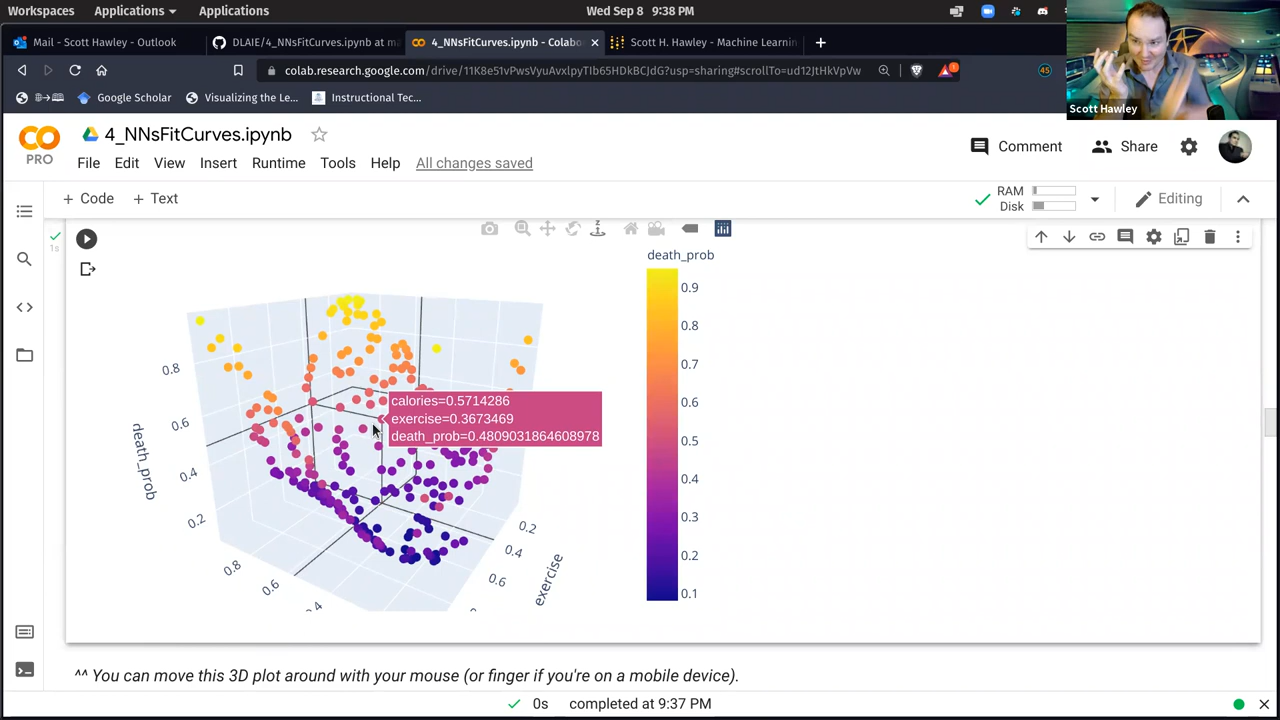 Workspaces Applications Applications Wed Sep 8 9:38 PM
Mail - Scott Hawley - Outlook
DLAIE/4_NNsFitCurves.ipynb at m
4_NNsFitCurves.ipynb - Colabo
Scott H. Hawley - Machine Learnin
colab.research.google.com/drive/11K8e51vPwsVyuAvxlpyTIb65HDkBCJdG?usp=sharing#scrollTo=ud12JtHkVpVw
1
45
Google Scholar
Visualizing the Le...
Instructional Tec...
Scott Hawley
CO
PRO
4_NNsFitCurves.ipynb
File Edit View Insert Runtime Tools Help All changes saved
Comment
Share
+ Code + Text
RAM
Disk
Editing
1s
death_prob
0.9
0.8
0.7
0.6
0.5
0.4
0.3
0.2
0.1
calories=0.5714286
exercise=0.3673469
death_prob=0.4809031864608978
death_prob
0.8
0.6
0.4
0.2
0.8
0.6
exercise
0.2
0.4
0.6
^^ You can move this 3D plot around with your mouse (or finger if you're on a mobile device).
0s completed at 9:37 PM